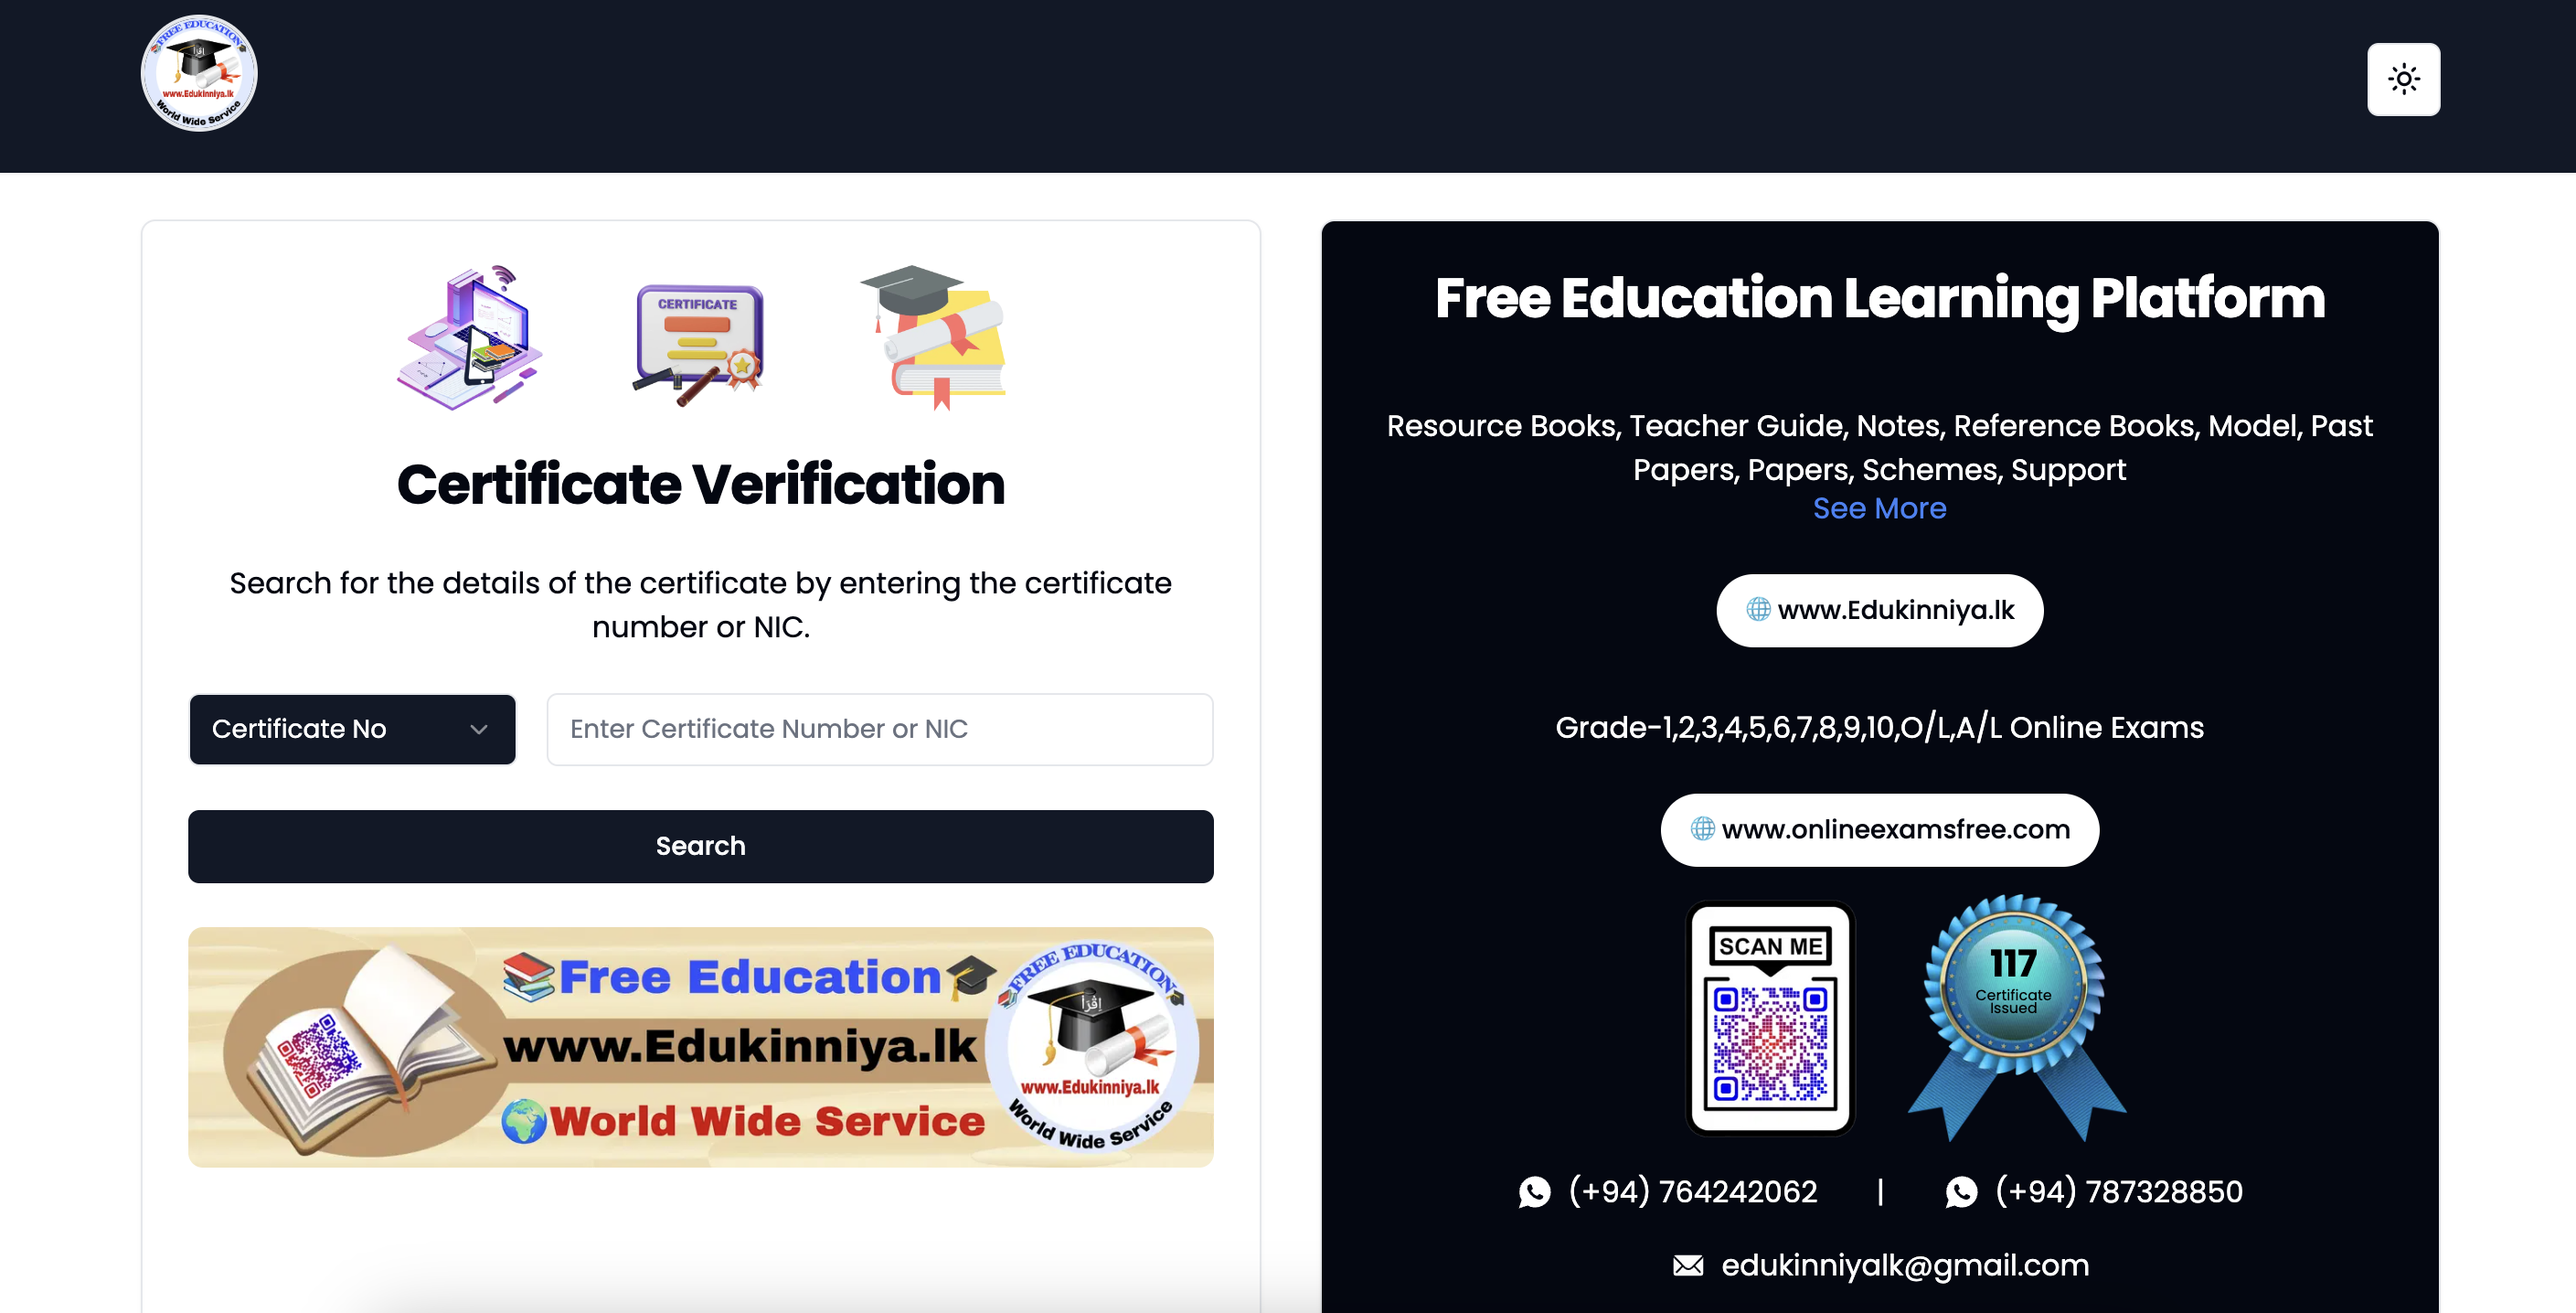 FREE EDUCATION
اقرأ
www.Edukinniya.lk
World Wide Service
CERTIFICATE
Certificate Verification
Search for the details of the certificate by entering the certificate
number or NIC.
Certificate No
Enter Certificate Number or NIC
Search
Free Education
www.Edukinniya.lk
World Wide Service
FREE EDUCATION
اقرأ
www.Edukinniya.lk
World Wide Service
Free Education Learning Platform
Resource Books, Teacher Guide, Notes, Reference Books, Model, Past
Papers, Papers, Schemes, Support
See More
www.Edukinniya.lk
Grade-1,2,3,4,5,6,7,8,9,10,O/L,A/L Online Exams
www.onlineexamsfree.com
SCAN ME
117
Certificate
Issued
(+94) 764242062 | (+94) 787328850
edukinniyalk@gmail.com